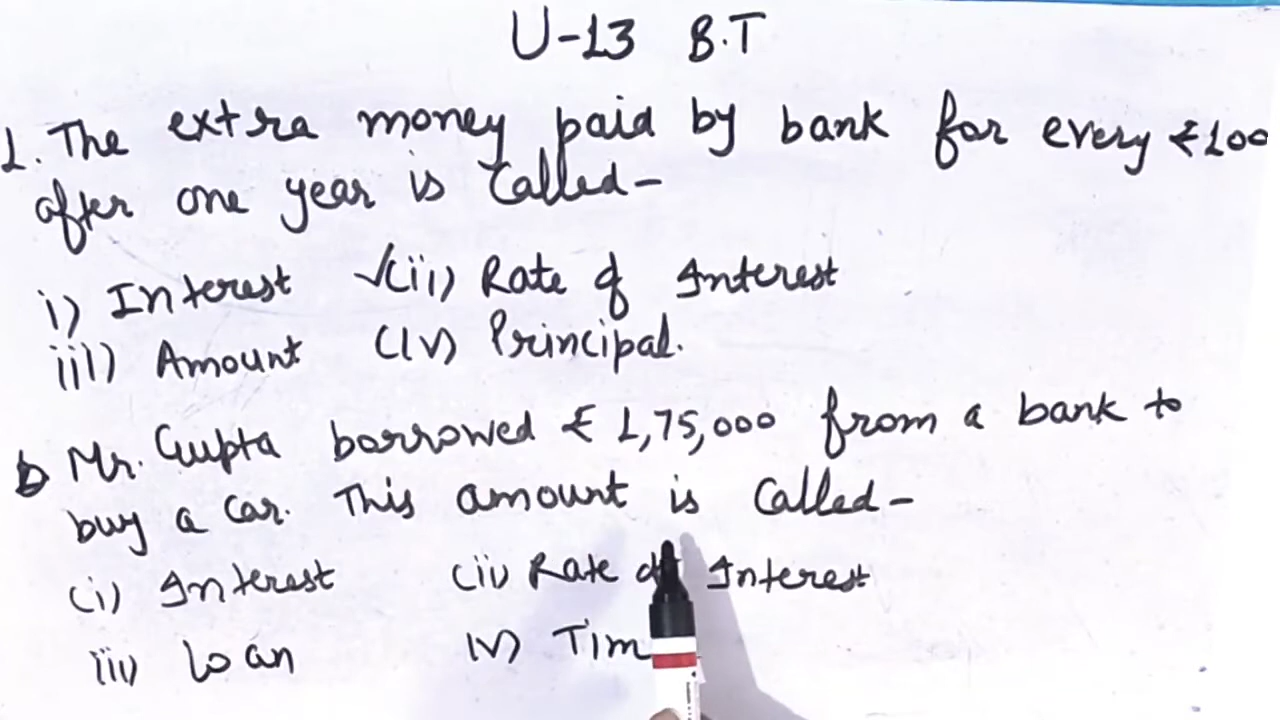 U-13 B.T
1. The extra money paid by bank for every ₹100
after one year is called-
i) Interest √(ii) Rate of Interest
iii) Amount (iv) Principal.
b Mr. Gupta borrowed ₹ 1,75,000 from a bank to
buy a car. This amount is called-
(i) Interest (ii) Rate of Interest
iii) loan iv) Tim